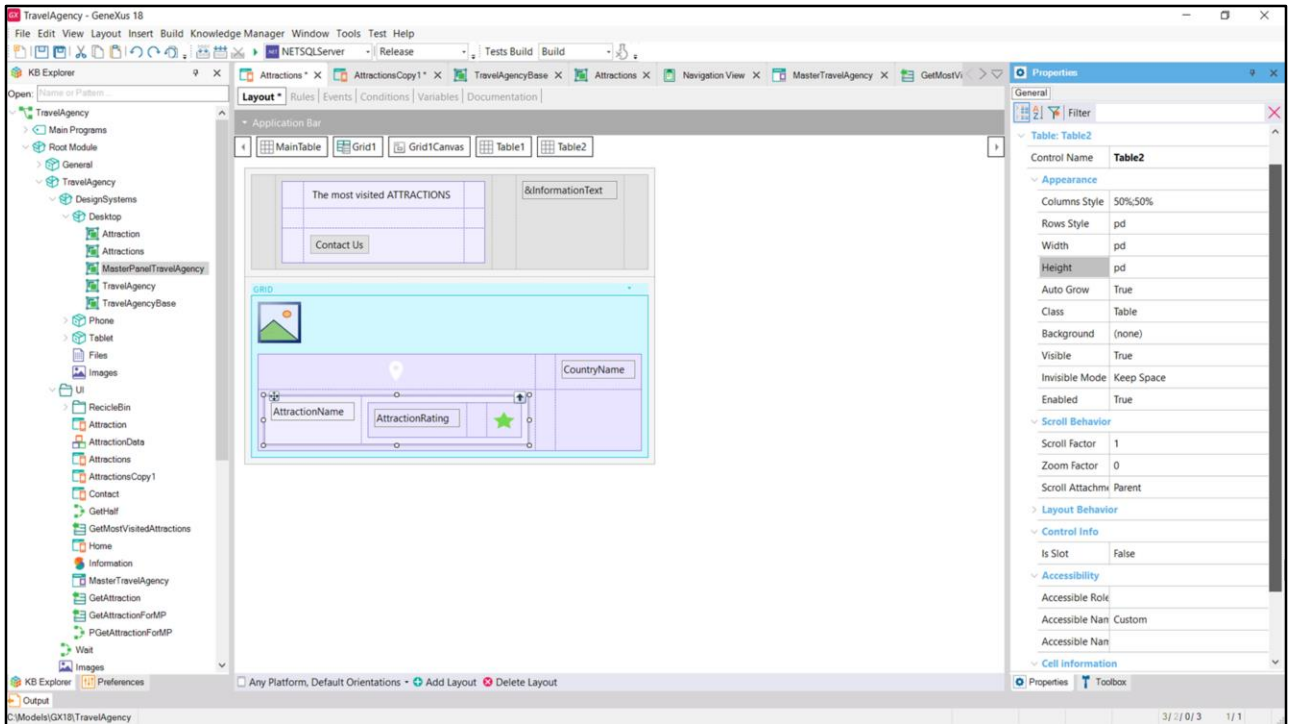 TravelAgency - GeneXus 18
File Edit View Layout Insert Build Knowledge Manager Window Tools Test Help
NETSQLServer Release Tests Build Build
KB Explorer
Open: Name or Pattern...
TravelAgency
Main Programs
Root Module
General
TravelAgency
DesignSystems
Desktop
Attraction
Attractions
MasterPanelTravelAgency
TravelAgency
TravelAgencyBase
Phone
Tablet
Files
Images
UI
RecicleBin
Attraction
AttractionData
Attractions
AttractionsCopy1
Contact
GetHalf
GetMostVisitedAttractions
Home
Information
MasterTravelAgency
GetAttraction
GetAttractionForMP
PGetAttractionForMP
Wait
Images
KB Explorer Preferences
Output
C:\Models\GX18\TravelAgency
Attractions * X AttractionsCopy1 * X TravelAgencyBase X Attractions X Navigation View X MasterTravelAgency X GetMostVi
Layout * Rules Events Conditions Variables Documentation
Application Bar
MainTable Grid1 Grid1Canvas Table1 Table2
The most visited ATTRACTIONS
&InformationText
Contact Us
GRID
CountryName
AttractionName
AttractionRating
Any Platform, Default Orientations Add Layout Delete Layout
Properties
General
Filter
Table: Table2
Control Name Table2
Appearance
Columns Style 50%;50%
Rows Style pd
Width pd
Height pd
Auto Grow True
Class Table
Background (none)
Visible True
Invisible Mode Keep Space
Enabled True
Scroll Behavior
Scroll Factor 1
Zoom Factor 0
Scroll Attachme Parent
Layout Behavior
Control Info
Is Slot False
Accessibility
Accessible Role
Accessible Nan Custom
Accessible Nan
Cell information
Properties Toolbox
3/ 2/ 0/ 3 1/ 1